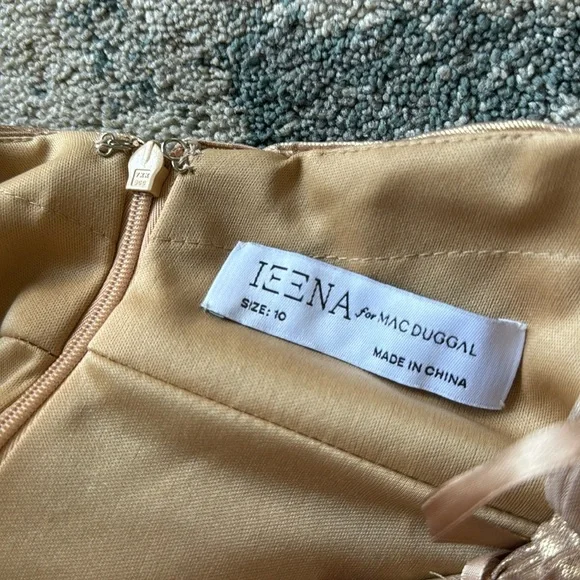 IEENA for MAC DUGGAL
SIZE: 10
MADE IN CHINA